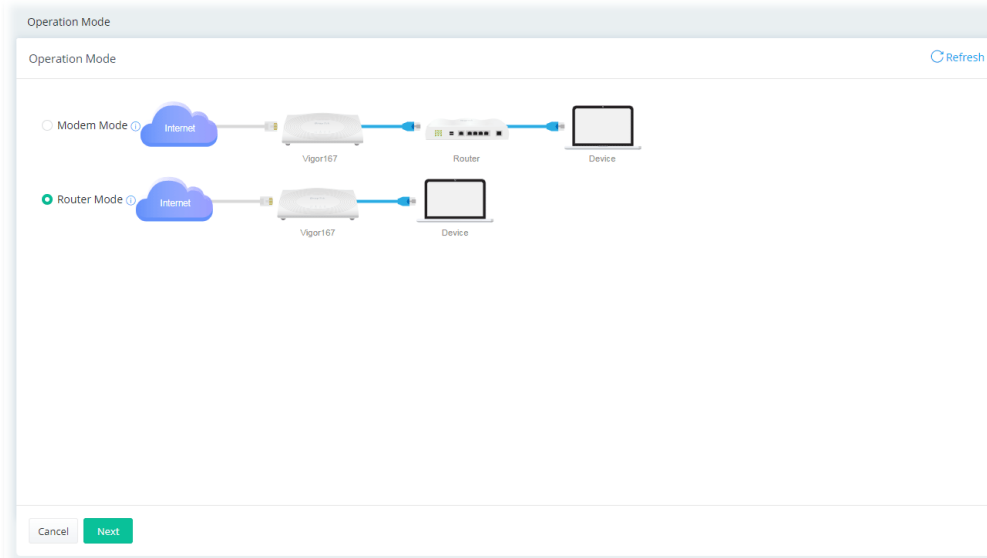 Operation Mode
Operation Mode
Refresh
Modem Mode
Internet
Vigor167
Router
Device
Router Mode
Internet
Vigor167
Device
Cancel
Next